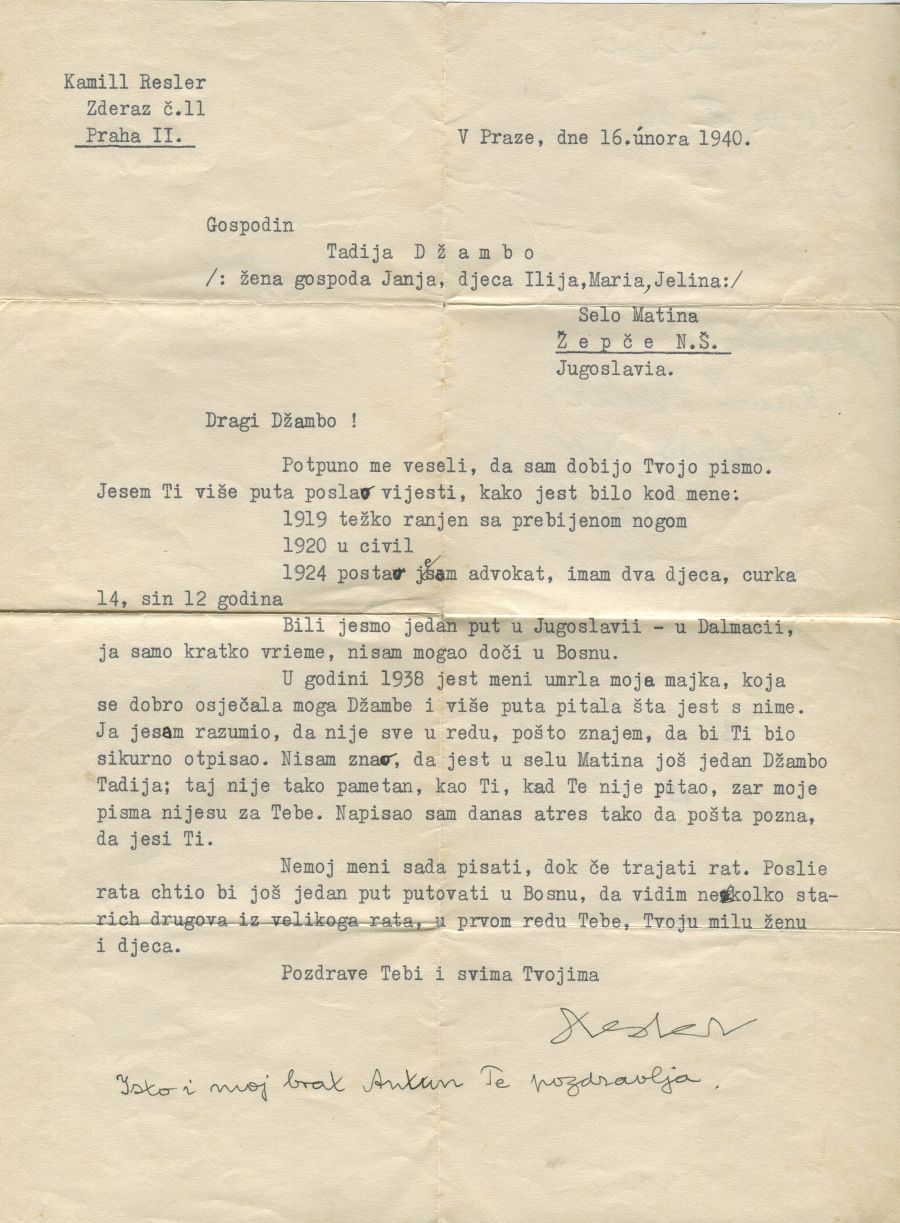 Kamill Resler
Zderaz č.11
Praha II.
V Praze, dne 16.února 1940.
Gospodin
Tadija D ž a m b o
/: žena gospođa Janja, djeca Ilija,Maria,Jelina:/
Selo Matina
Ž e p č e N.Š.
Jugoslavia.
Dragi Džambo !
Potpuno me veseli, da sam dobijo Tvojo pismo.
Jesem Ti više puta poslao vijesti, kako jest bilo kod mene:
1919 težko ranjen sa prebijenom nogom
1920 u civil
1924 postao jesam advokat, imam dva djeca, curka
14, sin 12 godina
Bili jesmo jedan put u Jugoslavii - u Dalmacii,
ja samo kratko vrieme, nisam mogao doči u Bosnu.
U godini 1938 jest meni umrla moja majka, koja
se dobro osječala moga Džambe i više puta pitala šta jest s nime.
Ja jesam razumio, da nije sve u redu, pošto znajem, da bi Ti bio
sikurno otpisao. Nisam znao, da jest u selu Matina još jedan Džambo
Tadija; taj nije tako pametan, kao Ti, kad Te nije pitao, zar moje
pisma nijesu za Tebe. Napisao sam danas atres tako da pošta pozna,
da jesi Ti.
Nemoj meni sada pisati, dok če trajati rat. Poslie
rata chtio bi još jedan put putovati u Bosnu, da vidim nekolko sta-
rich drugova iz velikoga rata, u prvom redu Tebe, Tvoju milu ženu
i djeca.
Pozdrave Tebi i svima Tvojima
Resler
Isto i moj brat Antun Te pozdravlja.